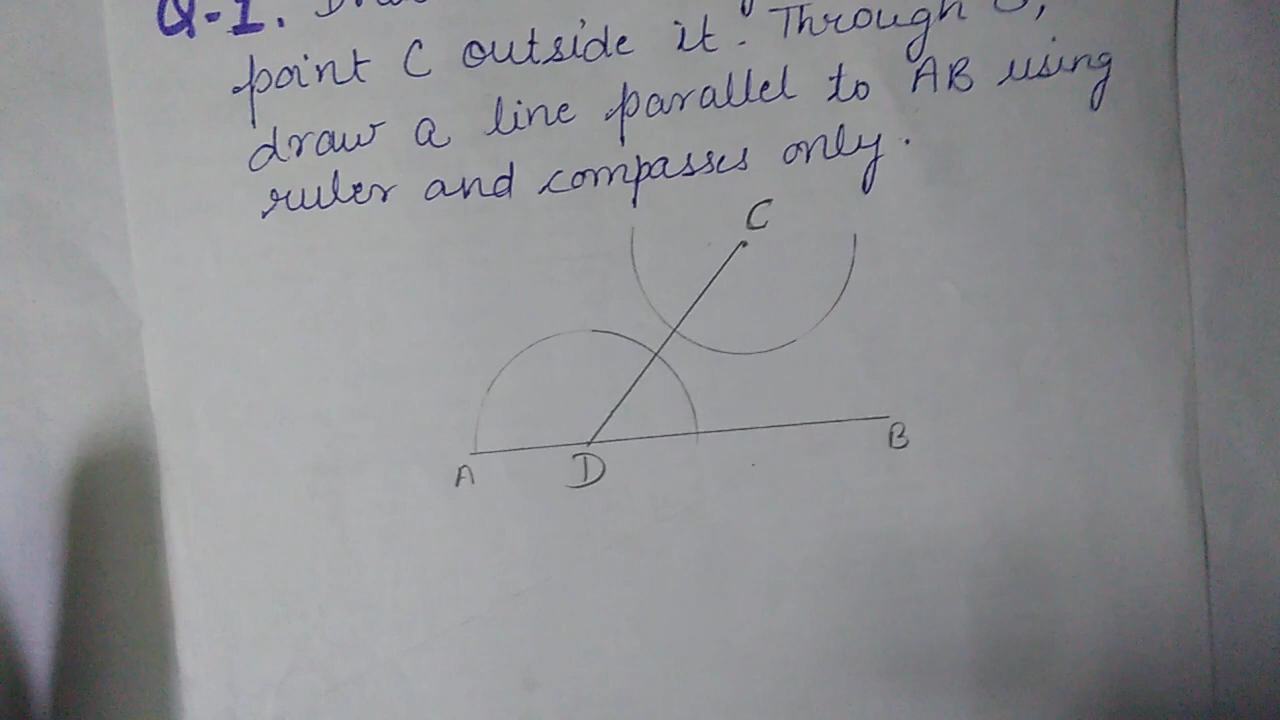 Q-1.
point C outside it. Through
draw a line parallel to AB using
ruler and compasses only.
C
A D B